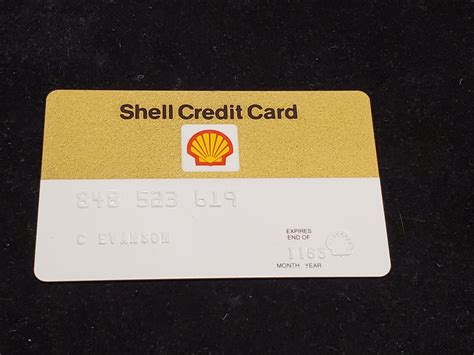 Shell Credit Card
848 523 619
C EVANSON
EXPIRES
END OF
1185
MONTH YEAR